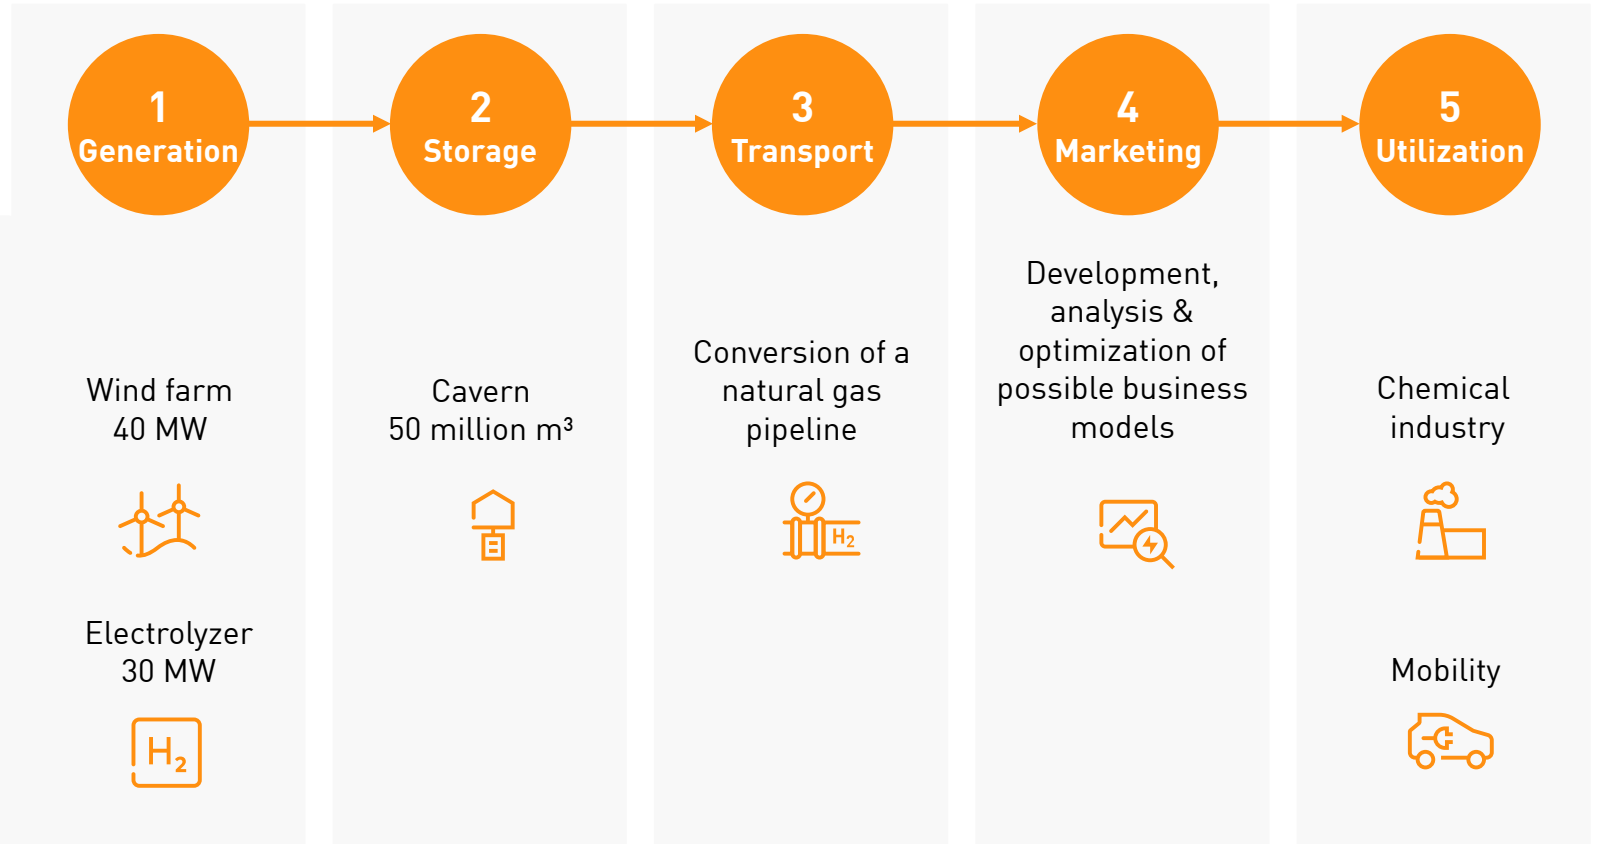 1
Generation
2
Storage
3
Transport
4
Marketing
5
Utilization
Wind farm
40 MW
Electrolyzer
30 MW
H₂
Cavern
50 million m³
Conversion of a
natural gas
pipeline
H₂
Development,
analysis &
optimization of
possible business
models
Chemical
industry
Mobility